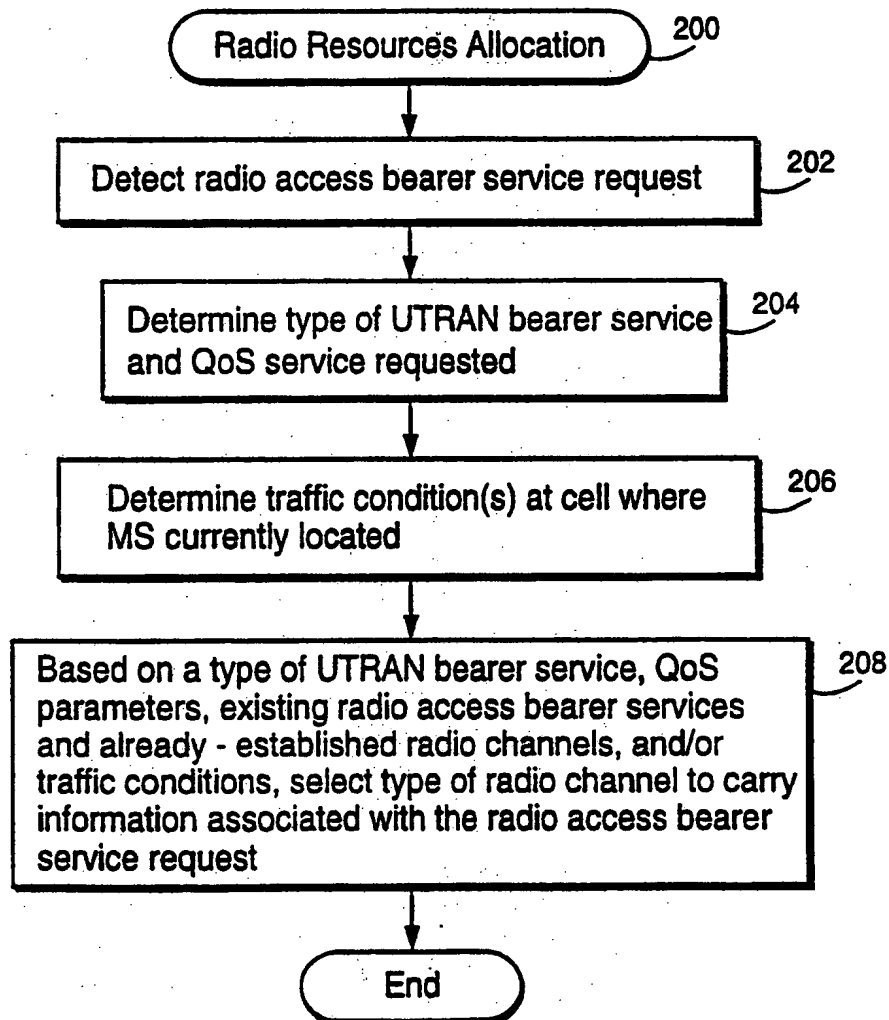 Radio Resources Allocation
200
Detect radio access bearer service request
202
Determine type of UTRAN bearer service
and QoS service requested
204
Determine traffic condition(s) at cell where
MS currently located
206
Based on a type of UTRAN bearer service, QoS
parameters, existing radio access bearer services
and already - established radio channels, and/or
traffic conditions, select type of radio channel to carry
information associated with the radio access bearer
service request
208
End